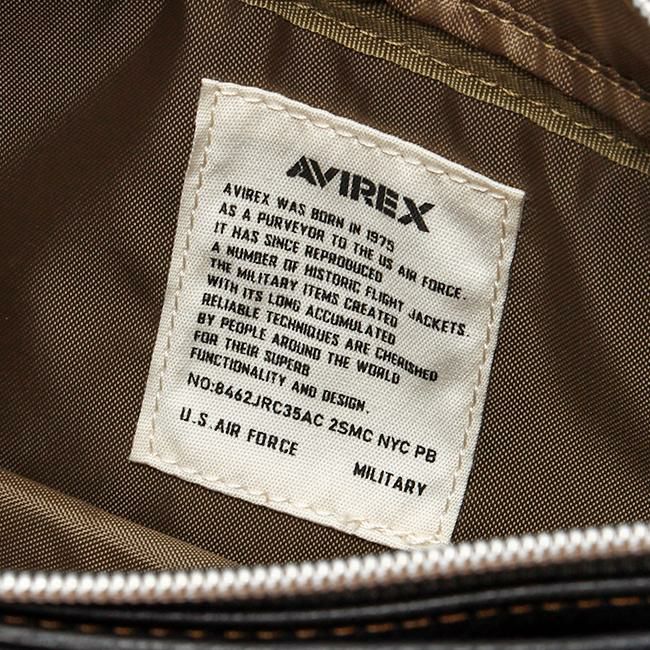 AVIREX
AVIREX WAS BORN IN 1975
AS A PURVEYOR TO THE US AIR FORCE.
IT HAS SINCE REPRODUCED
A NUMBER OF HISTORIC FLIGHT JACKETS.
THE MILITARY ITEMS CREATED
WITH ITS LONG ACCUMULATED
RELIABLE TECHNIQUES ARE CHERISHED
BY PEOPLE AROUND THE WORLD
FOR THEIR SUPERB
FUNCTIONALITY AND DESIGN.
NO:8462JRC35AC 2SMC NYC PB
U.S.AIR FORCE
MILITARY